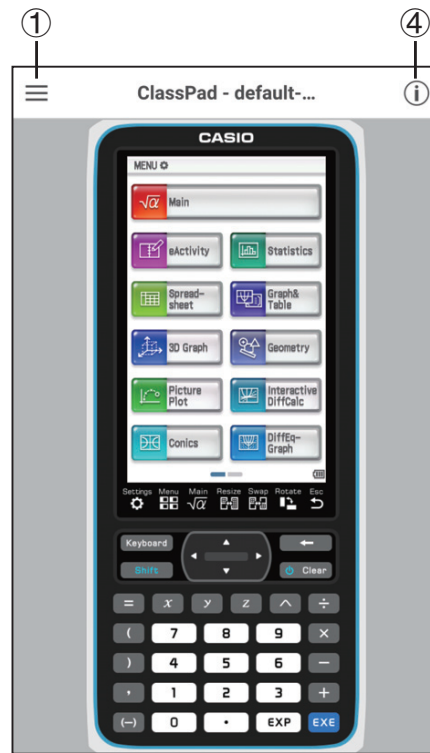 ① ④
ClassPad - default-...
CASIO
MENU
√α Main
eActivity Statistics
Spread-
sheet
Graph&
Table
3D Graph Geometry
Picture
Plot
Interactive
DiffCalc
Conics
DiffEq-
Graph
Settings Menu Main Resize Swap Rotate Esc
√α
Keyboard
Shift Clear
= x y z ^ ÷
( 7 8 9 ×
) 4 5 6 −
, 1 2 3 +
(−) 0 • EXP EXE